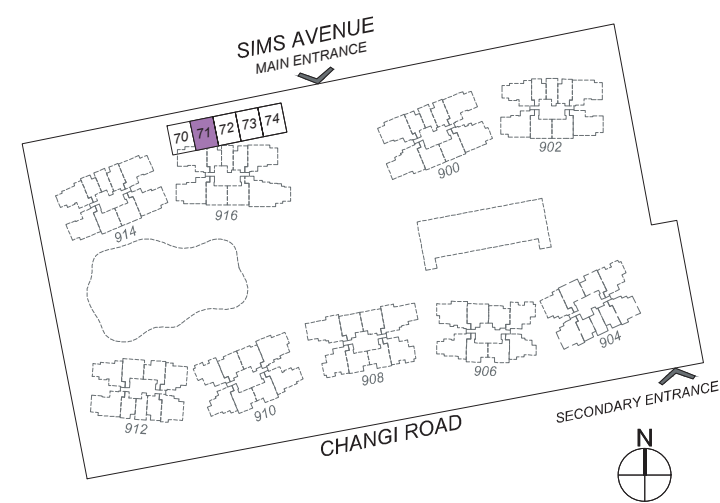 SIMS AVENUE
MAIN ENTRANCE
70 71 72 73 74
902
900
916
914
904
906
908
910
912
SECONDARY ENTRANCE
CHANGI ROAD
N